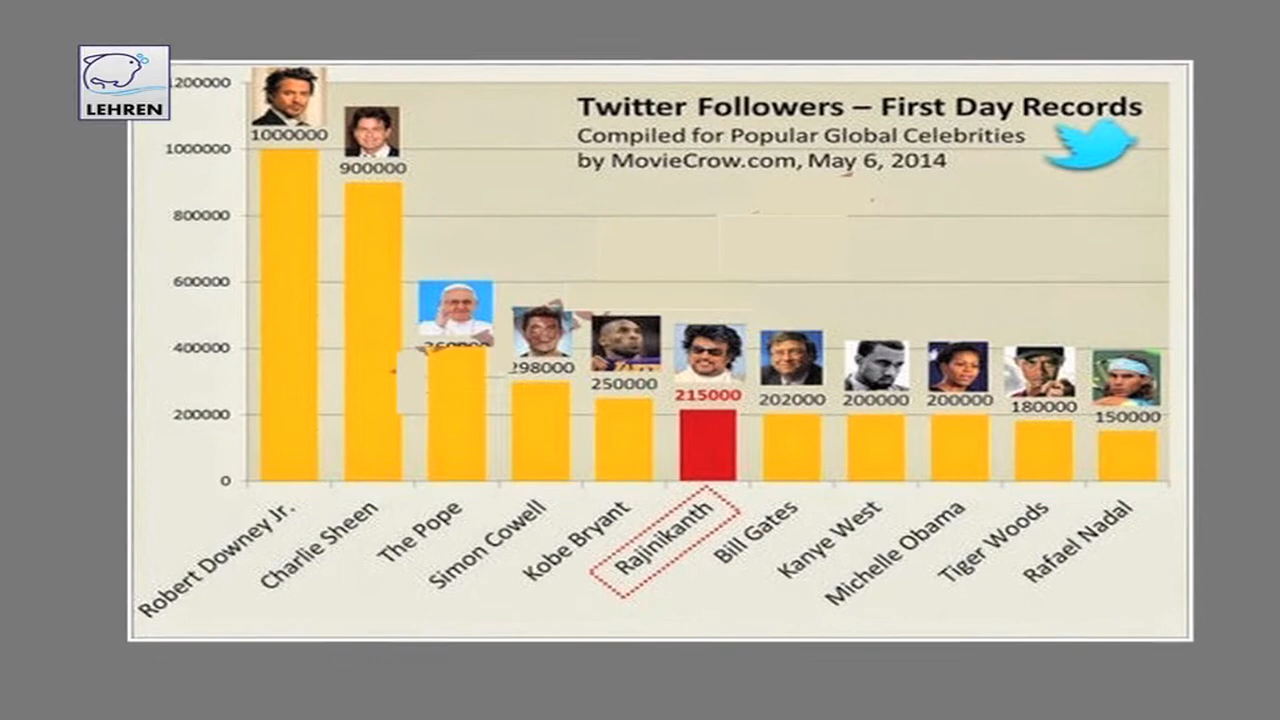 LEHREN
Twitter Followers – First Day Records
Compiled for Popular Global Celebrities
by MovieCrow.com, May 6, 2014
1200000
1000000
800000
600000
400000
200000
0
1000000
900000
298000
250000
215000
202000
200000
200000
180000
150000
Robert Downey Jr.
Charlie Sheen
The Pope
Simon Cowell
Kobe Bryant
Rajinikanth
Bill Gates
Kanye West
Michelle Obama
Tiger Woods
Rafael Nadal